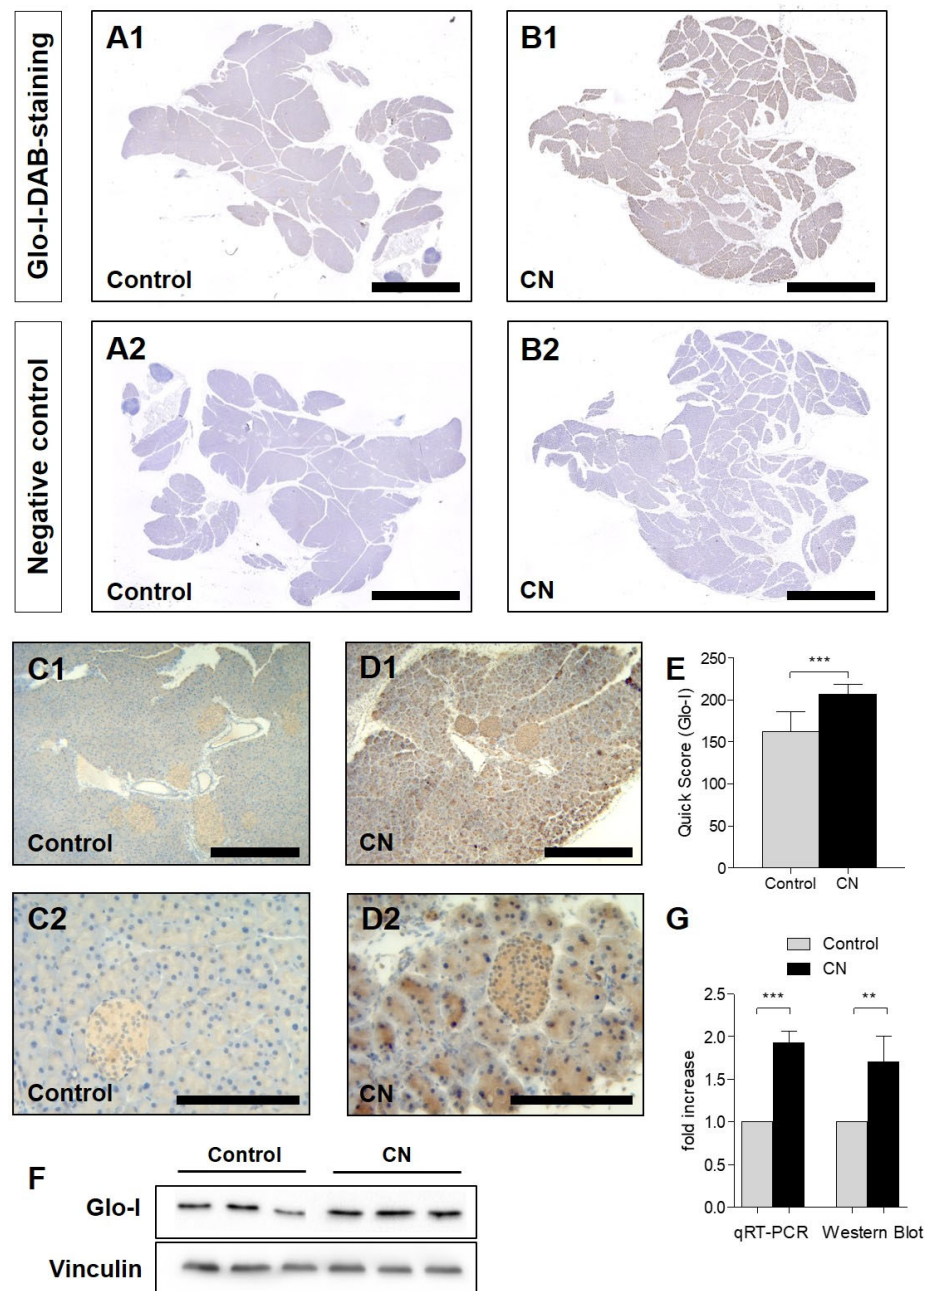 Glo-I-DAB-staining
A1
Control
B1
CN
Negative control
A2
Control
B2
CN
C1
Control
D1
CN
E
Quick Score (Glo-I)
250
200
150
100
50
0
***
Control
CN
C2
Control
D2
CN
G
Control
CN
fold increase
2.5
2.0
1.5
1.0
0.5
0.0
***
**
qRT-PCR
Western Blot
F
Control
CN
Glo-I
Vinculin